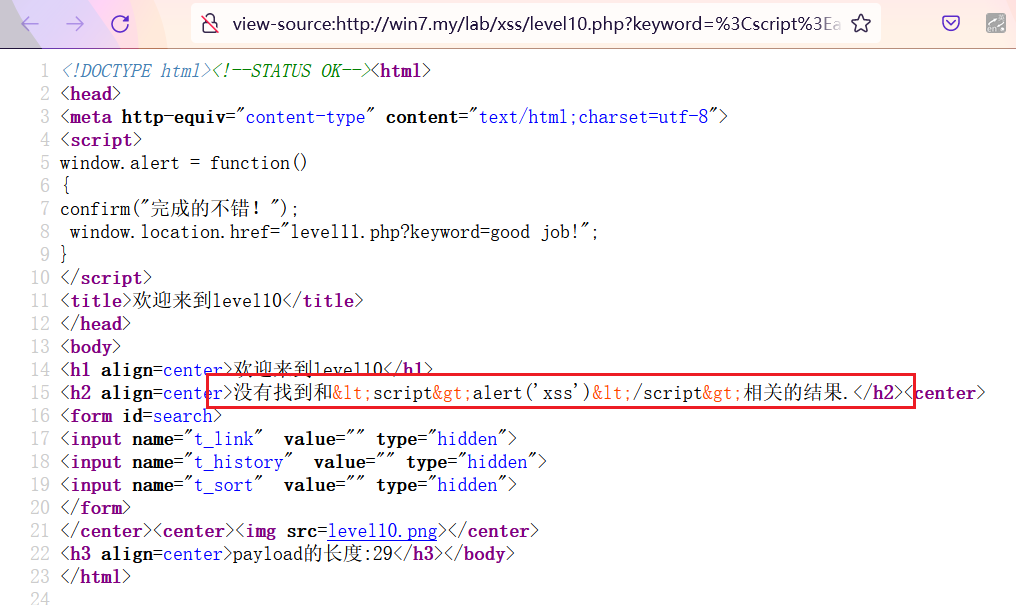 view-source:http://win7.my/lab/xss/level10.php?keyword=%3Cscript%3Ea
1 <!DOCTYPE html><!--STATUS OK--><html>
2 <head>
3 <meta http-equiv="content-type" content="text/html;charset=utf-8">
4 <script>
5 window.alert = function()
6 {
7 confirm("完成的不错！");
8  window.location.href="level11.php?keyword=good job!";
9 }
10 </script>
11 <title>欢迎来到level10</title>
12 </head>
13 <body>
14 <h1 align=center>欢迎来到level10</h1>
15 <h2 align=center>没有找到和&lt;script&gt;alert('xss')&lt;/script&gt;相关的结果.</h2><center>
16 <form id=search>
17 <input name="t_link"  value="" type="hidden">
18 <input name="t_history"  value="" type="hidden">
19 <input name="t_sort"  value="" type="hidden">
20 </form>
21 </center><center><img src=level10.png></center>
22 <h3 align=center>payload的长度:29</h3></body>
23 </html>
24